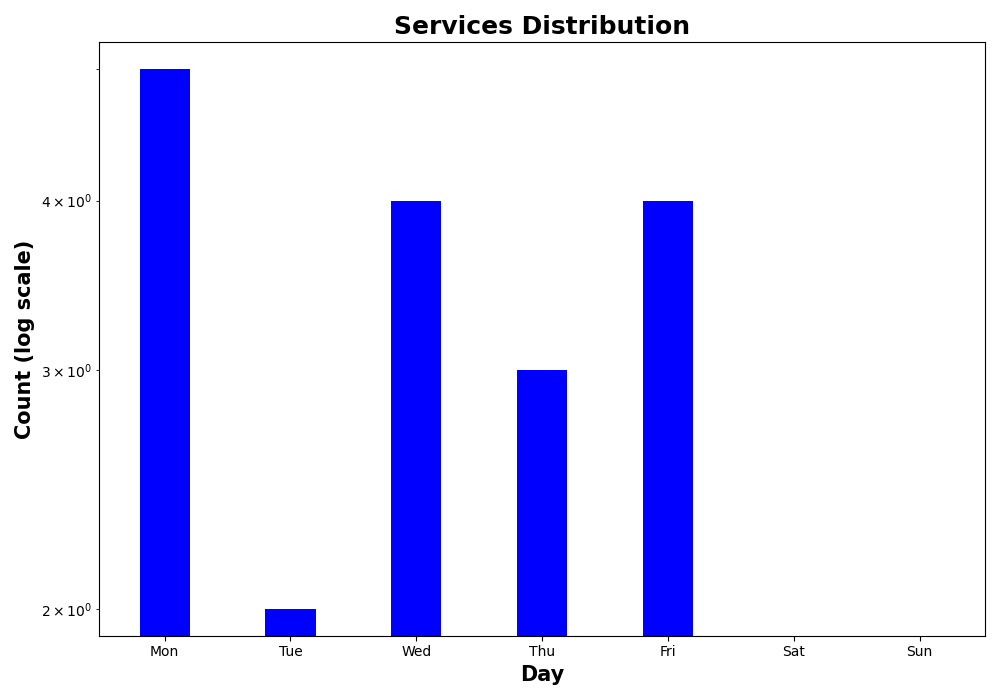 Services Distribution
Count (log scale)
4 × 10⁰
3 × 10⁰
2 × 10⁰
Mon Tue Wed Thu Fri Sat Sun
Day